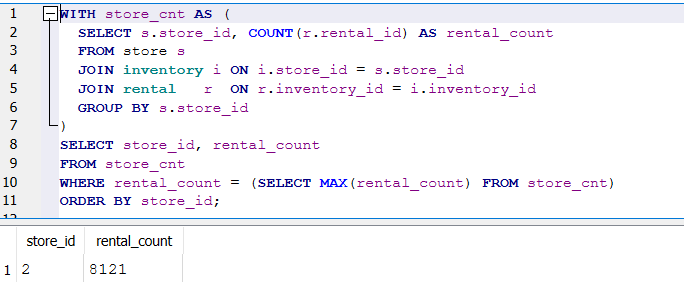 1 WITH store_cnt AS (
2 SELECT s.store_id, COUNT(r.rental_id) AS rental_count
3 FROM store s
4 JOIN inventory i ON i.store_id = s.store_id
5 JOIN rental r ON r.inventory_id = i.inventory_id
6 GROUP BY s.store_id
7 )
8 SELECT store_id, rental_count
9 FROM store_cnt
10 WHERE rental_count = (SELECT MAX(rental_count) FROM store_cnt)
11 ORDER BY store_id;
store_id rental_count
1 2 8121